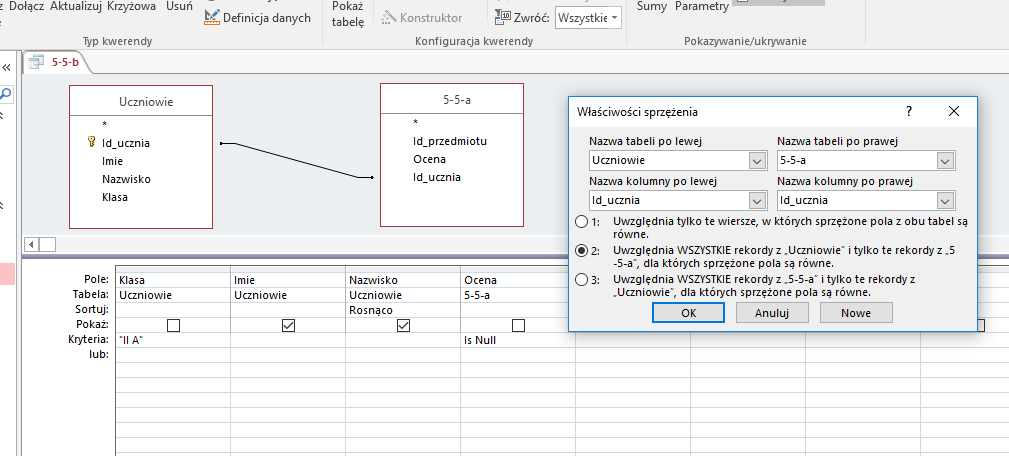 Dołącz Aktualizuj Krzyżowa Usuń
Definicja danych
Pokaż
tabelę
Konstruktor
Zwróć: Wszystkie
Sumy Parametry
Typ kwerendy
Konfiguracja kwerendy
Pokazywanie/ukrywanie
5-5-b
Uczniowie
*
Id_ucznia
Imie
Nazwisko
Klasa
5-5-a
*
Id_przedmiotu
Ocena
Id_ucznia
Właściwości sprzężenia
? ×
Nazwa tabeli po lewej Nazwa tabeli po prawej
Uczniowie 5-5-a
Nazwa kolumny po lewej Nazwa kolumny po prawej
Id_ucznia Id_ucznia
1: Uwzględnia tylko te wiersze, w których sprzężone pola z obu tabel są
równe.
2: Uwzględnia WSZYSTKIE rekordy z „Uczniowie” i tylko te rekordy z „5
-5-a”, dla których sprzężone pola są równe.
3: Uwzględnia WSZYSTKIE rekordy z „5-5-a” i tylko te rekordy z
„Uczniowie”, dla których sprzężone pola są równe.
OK Anuluj Nowe
Pole: Klasa Imie Nazwisko Ocena
Tabela: Uczniowie Uczniowie Uczniowie 5-5-a
Sortuj: Rosnąco
Pokaż:
Kryteria: "II A" Is Null
lub: